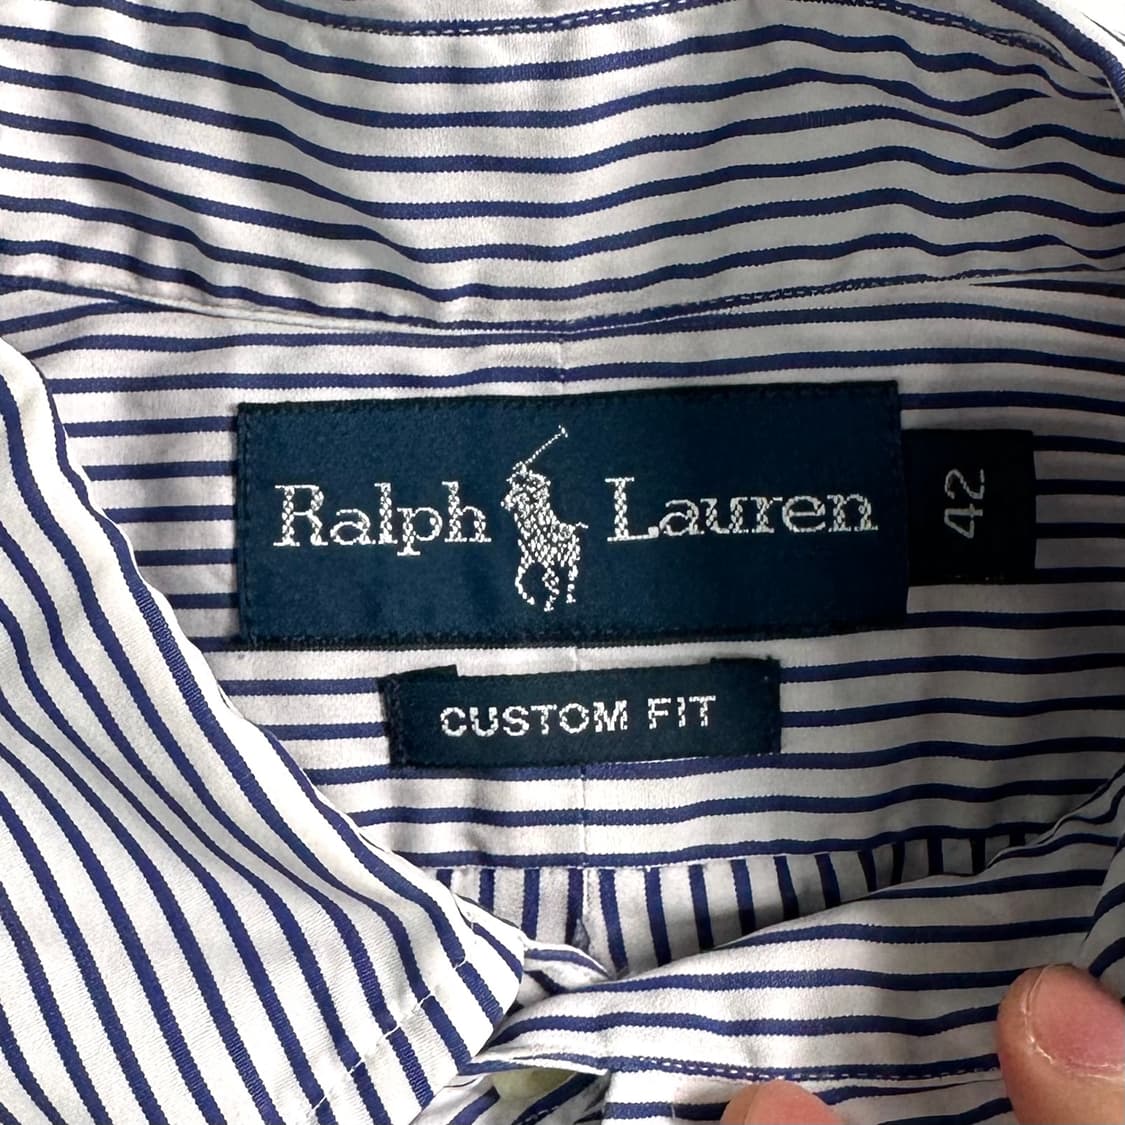 Ralph Lauren
42
CUSTOM FIT